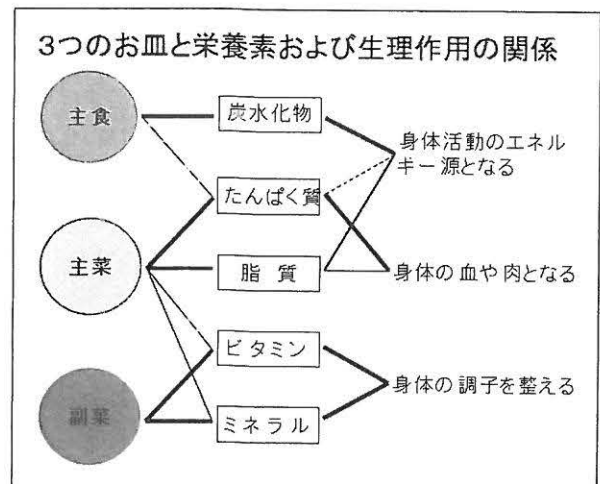 3つのお皿と栄養素および生理作用の関係
主食
炭水化物
身体活動のエネル
ギー源となる
たんぱく質
主菜
脂質
身体の血や肉となる
ビタミン
身体の調子を整える
副菜
ミネラル